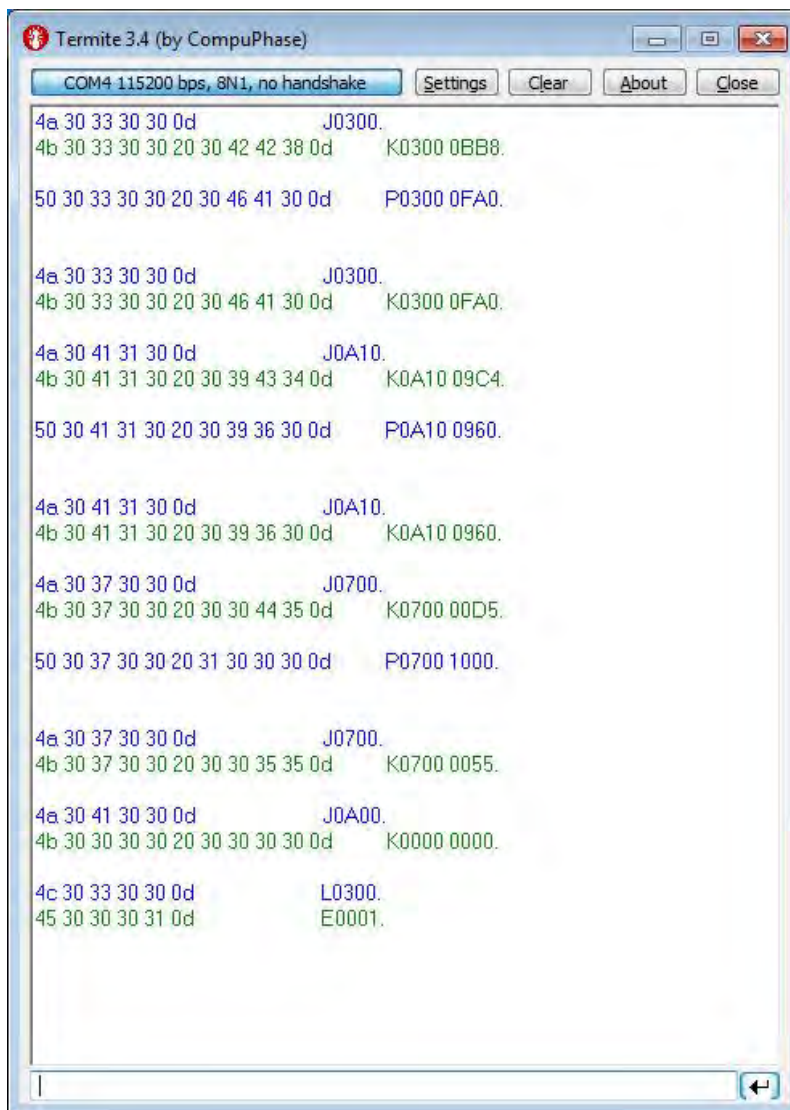 Termite 3.4 (by CompuPhase)
COM4 115200 bps, 8N1, no handshake Settings Clear About Close
4a 30 33 30 30 0d J0300.
4b 30 33 30 30 20 30 42 42 38 0d K0300 0BB8.
50 30 33 30 30 20 30 46 41 30 0d P0300 0FA0.
4a 30 33 30 30 0d J0300.
4b 30 33 30 30 20 30 46 41 30 0d K0300 0FA0.
4a 30 41 31 30 0d J0A10.
4b 30 41 31 30 20 30 39 43 34 0d K0A10 09C4.
50 30 41 31 30 20 30 39 36 30 0d P0A10 0960.
4a 30 41 31 30 0d J0A10.
4b 30 41 31 30 20 30 39 36 30 0d K0A10 0960.
4a 30 37 30 30 0d J0700.
4b 30 37 30 30 20 30 30 44 35 0d K0700 00D5.
50 30 37 30 30 20 31 30 30 30 0d P0700 1000.
4a 30 37 30 30 0d J0700.
4b 30 37 30 30 20 30 30 35 35 0d K0700 0055.
4a 30 41 30 30 0d J0A00.
4b 30 30 30 30 20 30 30 30 30 0d K0000 0000.
4c 30 33 30 30 0d L0300.
45 30 30 30 31 0d E0001.